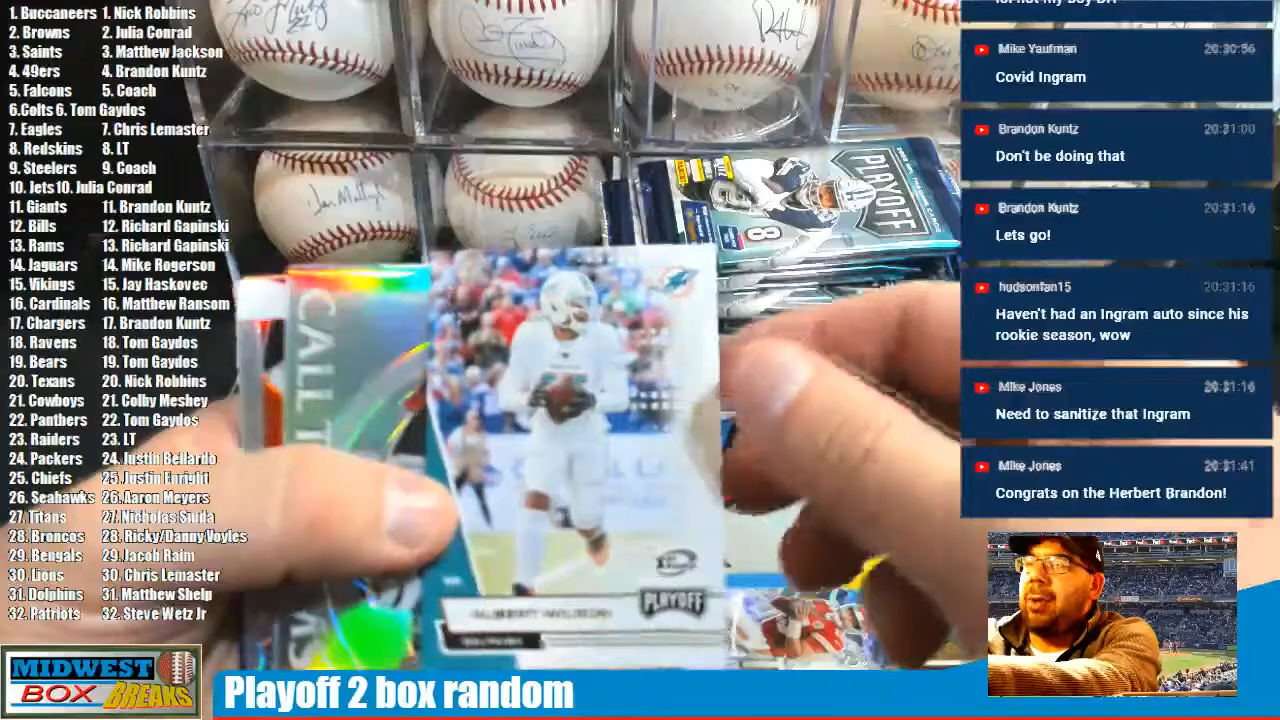 1. Buccaneers 1. Nick Robbins
2. Browns 2. Julia Conrad
3. Saints 3. Matthew Jackson
4. 49ers 4. Brandon Kuntz
5. Falcons 5. Coach
6.Colts 6. Tom Gaydos
7. Eagles 7. Chris Lemaster
8. Redskins 8. LT
9. Steelers 9. Coach
10. Jets 10. Julia Conrad
11. Giants 11. Brandon Kuntz
12. Bills 12. Richard Gapinski
13. Rams 13. Richard Gapinski
14. Jaguars 14. Mike Rogerson
15. Vikings 15. Jay Haskovec
16. Cardinals 16. Matthew Ransom
17. Chargers 17. Brandon Kuntz
18. Ravens 18. Tom Gaydos
19. Bears 19. Tom Gaydos
20. Texans 20. Nick Robbins
21. Cowboys 21. Colby Meshey
22. Panthers 22. Tom Gaydos
23. Raiders 23. LT
24. Packers 24. Justin Bellardo
25. Chiefs 25 Justin Enright
26. Seahawks 26. Aaron Meyers
27. Titans 27. Nicholas Siuda
28. Broncos 28. Ricky/Danny Voyles
29. Bengals 29. Jacob Raim
30. Lions 30. Chris Lemaster
31. Dolphins 31. Matthew Shelp
32. Patriots 32. Steve Wetz Jr
MIDWEST
BOX BREAKS
Playoff 2 box random
PLAYOFF
8
CALL
PLAYOFF
Mike Yaufman 20:30:56
Covid Ingram
Brandon Kuntz 20:31:00
Don't be doing that
Brandon Kuntz 20:31:16
Lets go!
hudsonfan15 20:31:16
Haven't had an Ingram auto since his
rookie season, wow
Mike Jones 20:31:16
Need to sanitize that Ingram
Mike Jones 20:31:41
Congrats on the Herbert Brandon!